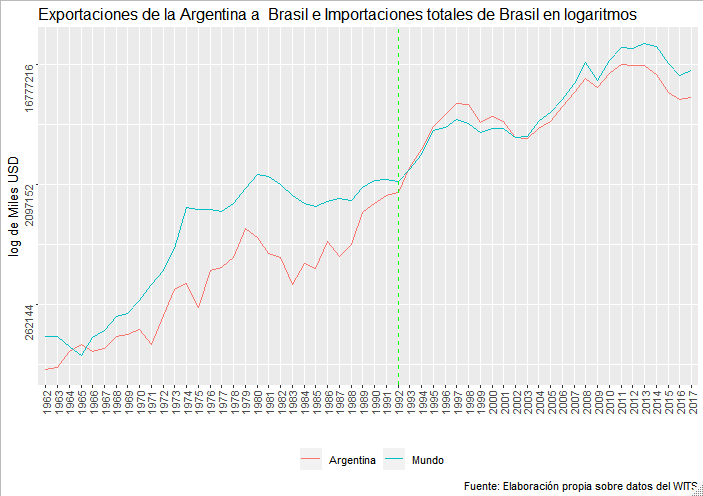 Exportaciones de la Argentina a Brasil e Importaciones totales de Brasil en logaritmos
log de Miles USD
16777216
2097152
262144
1962 1963 1964 1965 1966 1967 1968 1969 1970 1971 1972 1973 1974 1975 1976 1977 1978 1979 1980 1981 1982 1983 1984 1985 1986 1987 1988 1989 1990 1991 1992 1993 1994 1995 1996 1997 1998 1999 2000 2001 2002 2003 2004 2005 2006 2007 2008 2009 2010 2011 2012 2013 2014 2015 2016 2017
Argentina Mundo
Fuente: Elaboración propia sobre datos del WITS